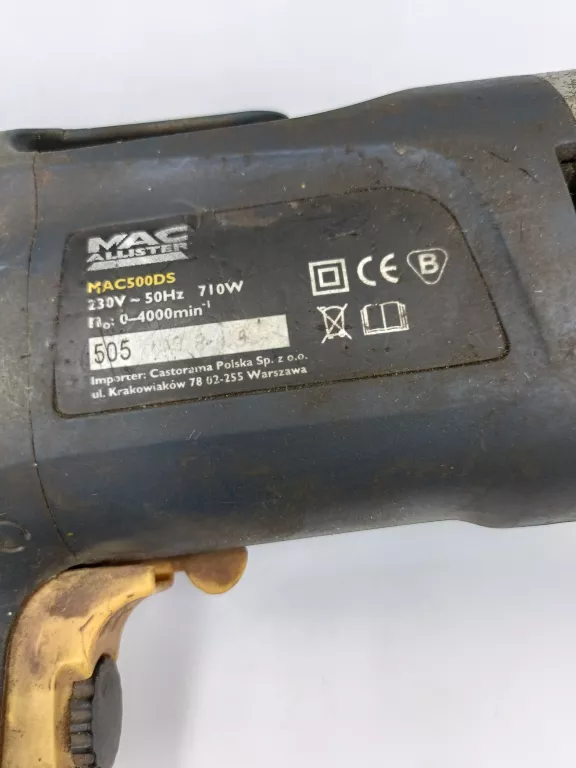 MAC
ALLISTER
MAC500DS
230V ~ 50Hz 710W
n₀: 0–4000min⁻¹
505
Importer: Castorama Polska Sp. z o.o.
ul. Krakowiaków 78 02-255 Warszawa
CE
B